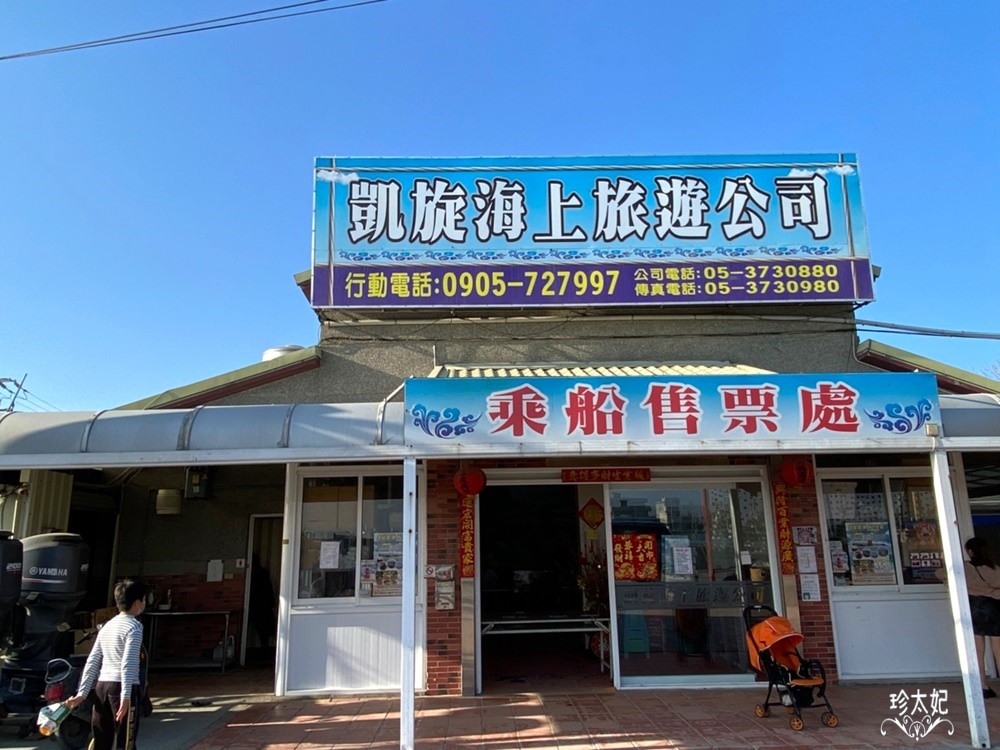 凱旋海上旅遊公司
行動電話:0905-727997
公司電話:05-3730880
傳真電話:05-3730980
乘船售票處
YAMAHA
珍太妃